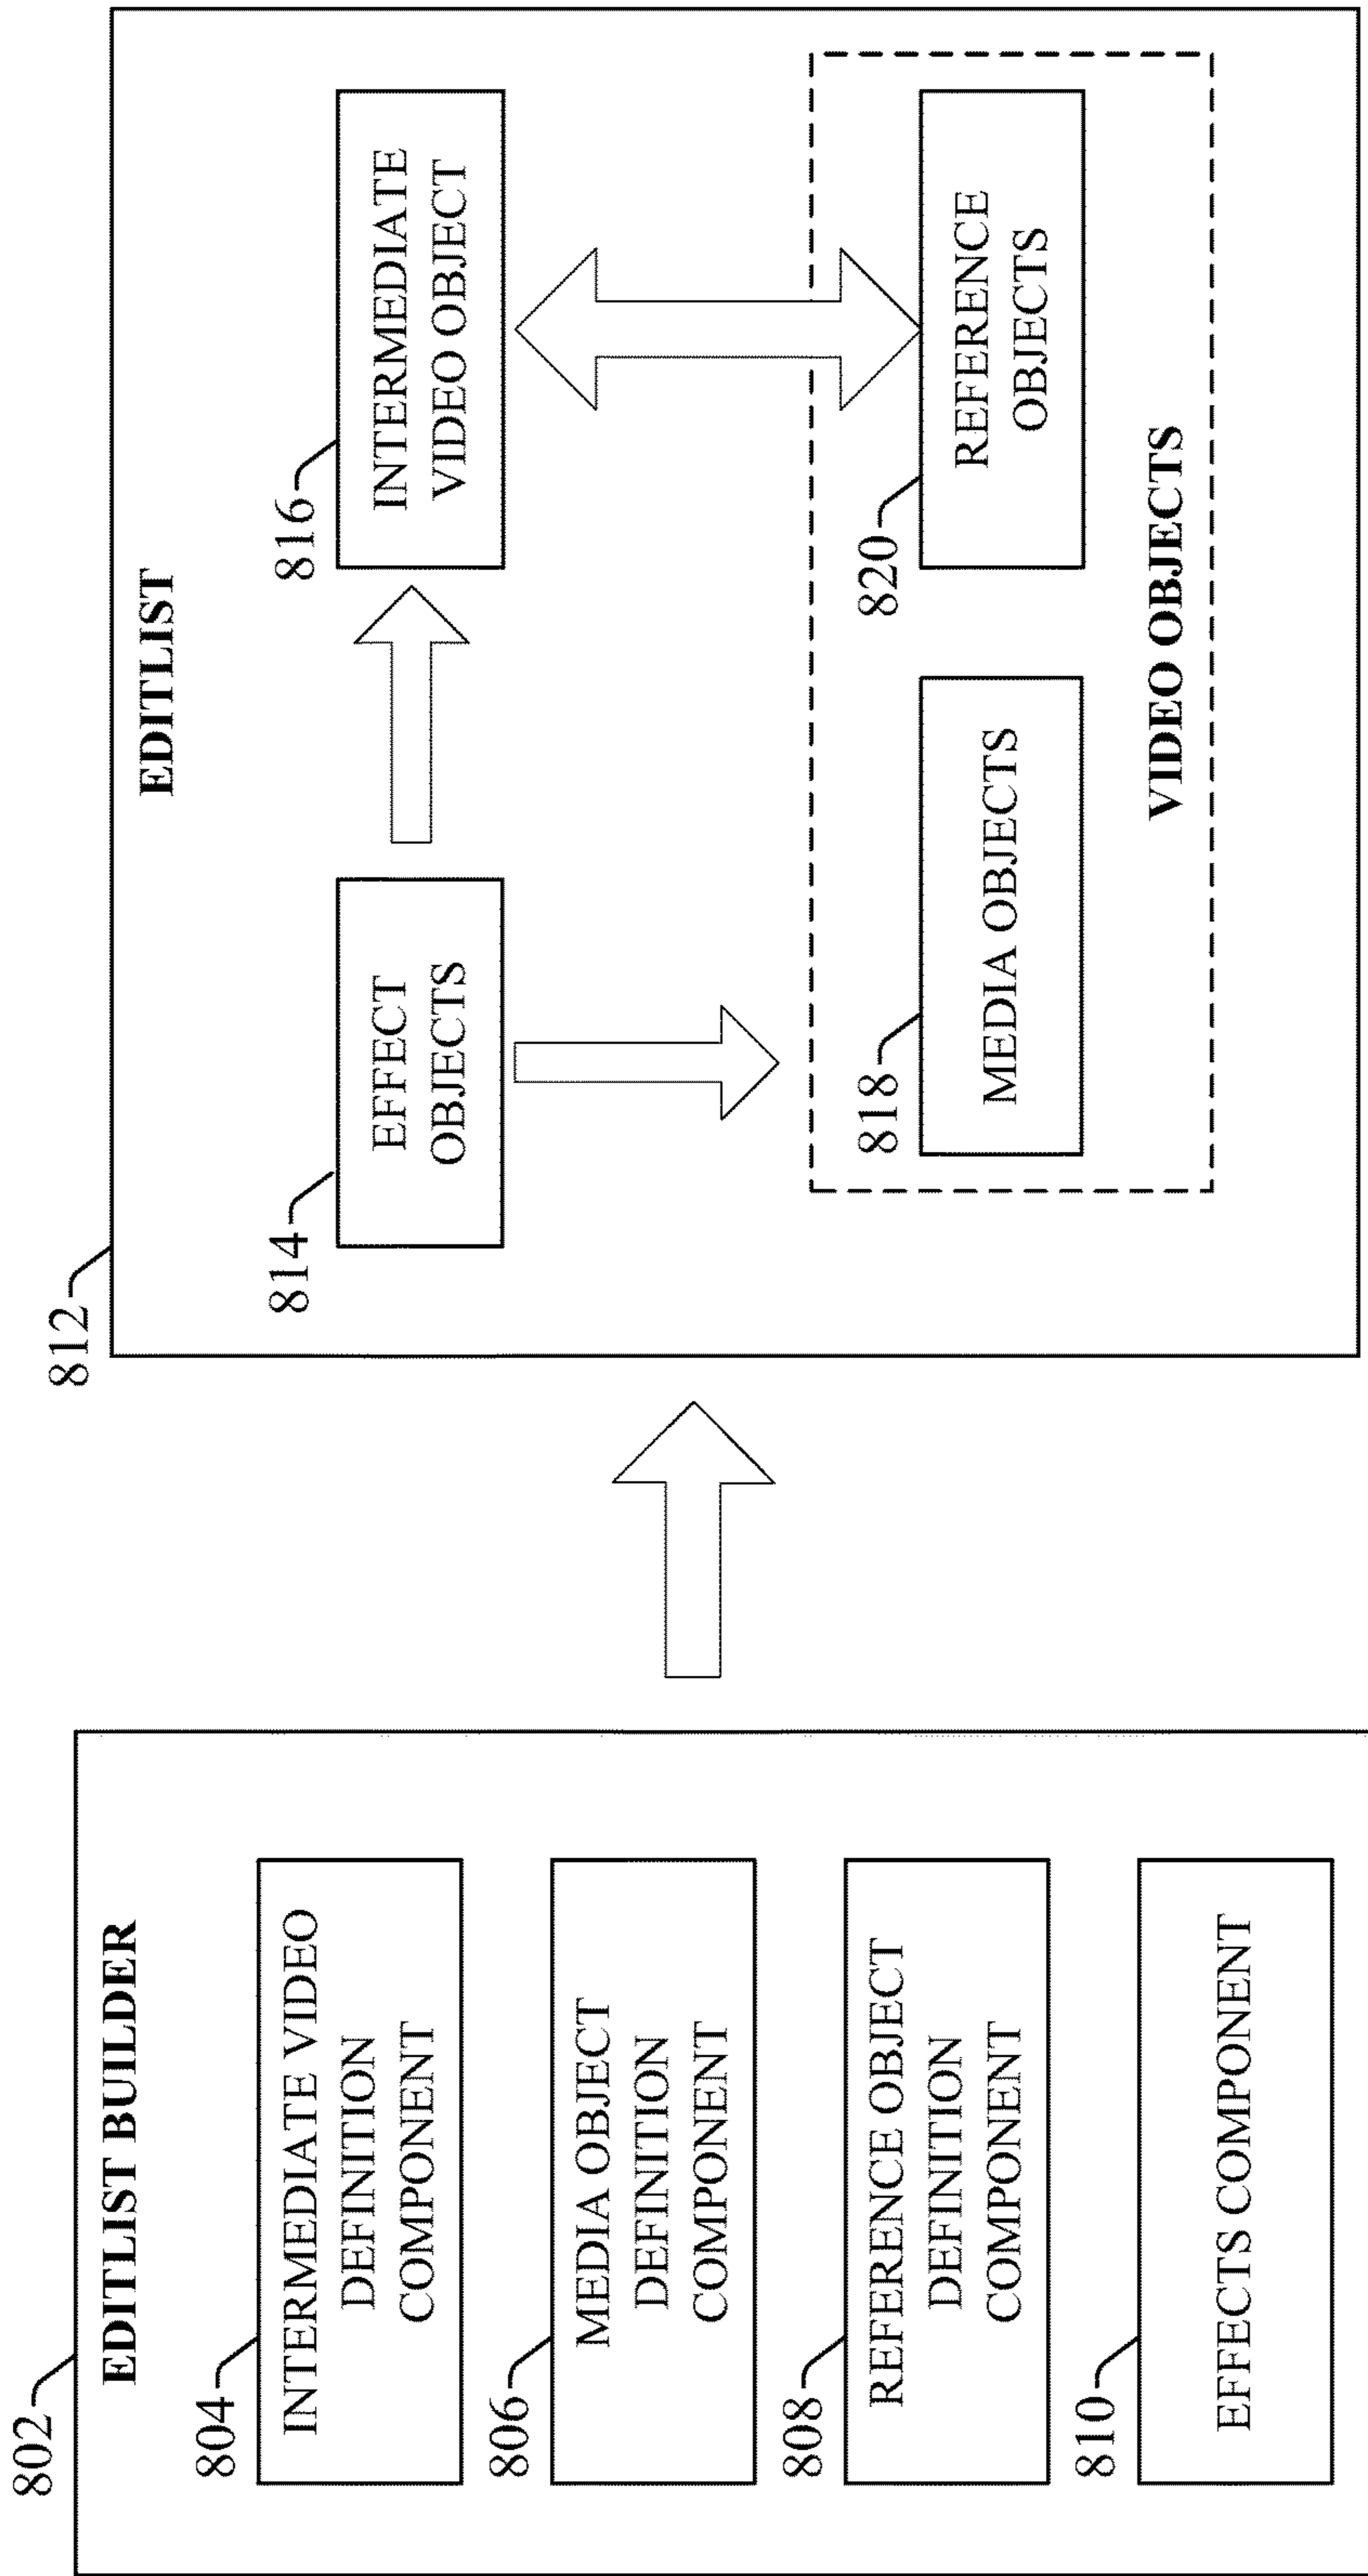 802
EDITLIST BUILDER
804
INTERMEDIATE VIDEO
DEFINITION
COMPONENT
806
MEDIA OBJECT
DEFINITION
COMPONENT
808
REFERENCE OBJECT
DEFINITION
COMPONENT
810
EFFECTS COMPONENT
812
EDITLIST
814
EFFECT
OBJECTS
816
INTERMEDIATE
VIDEO OBJECT
818
MEDIA OBJECTS
820
REFERENCE
OBJECTS
VIDEO OBJECTS